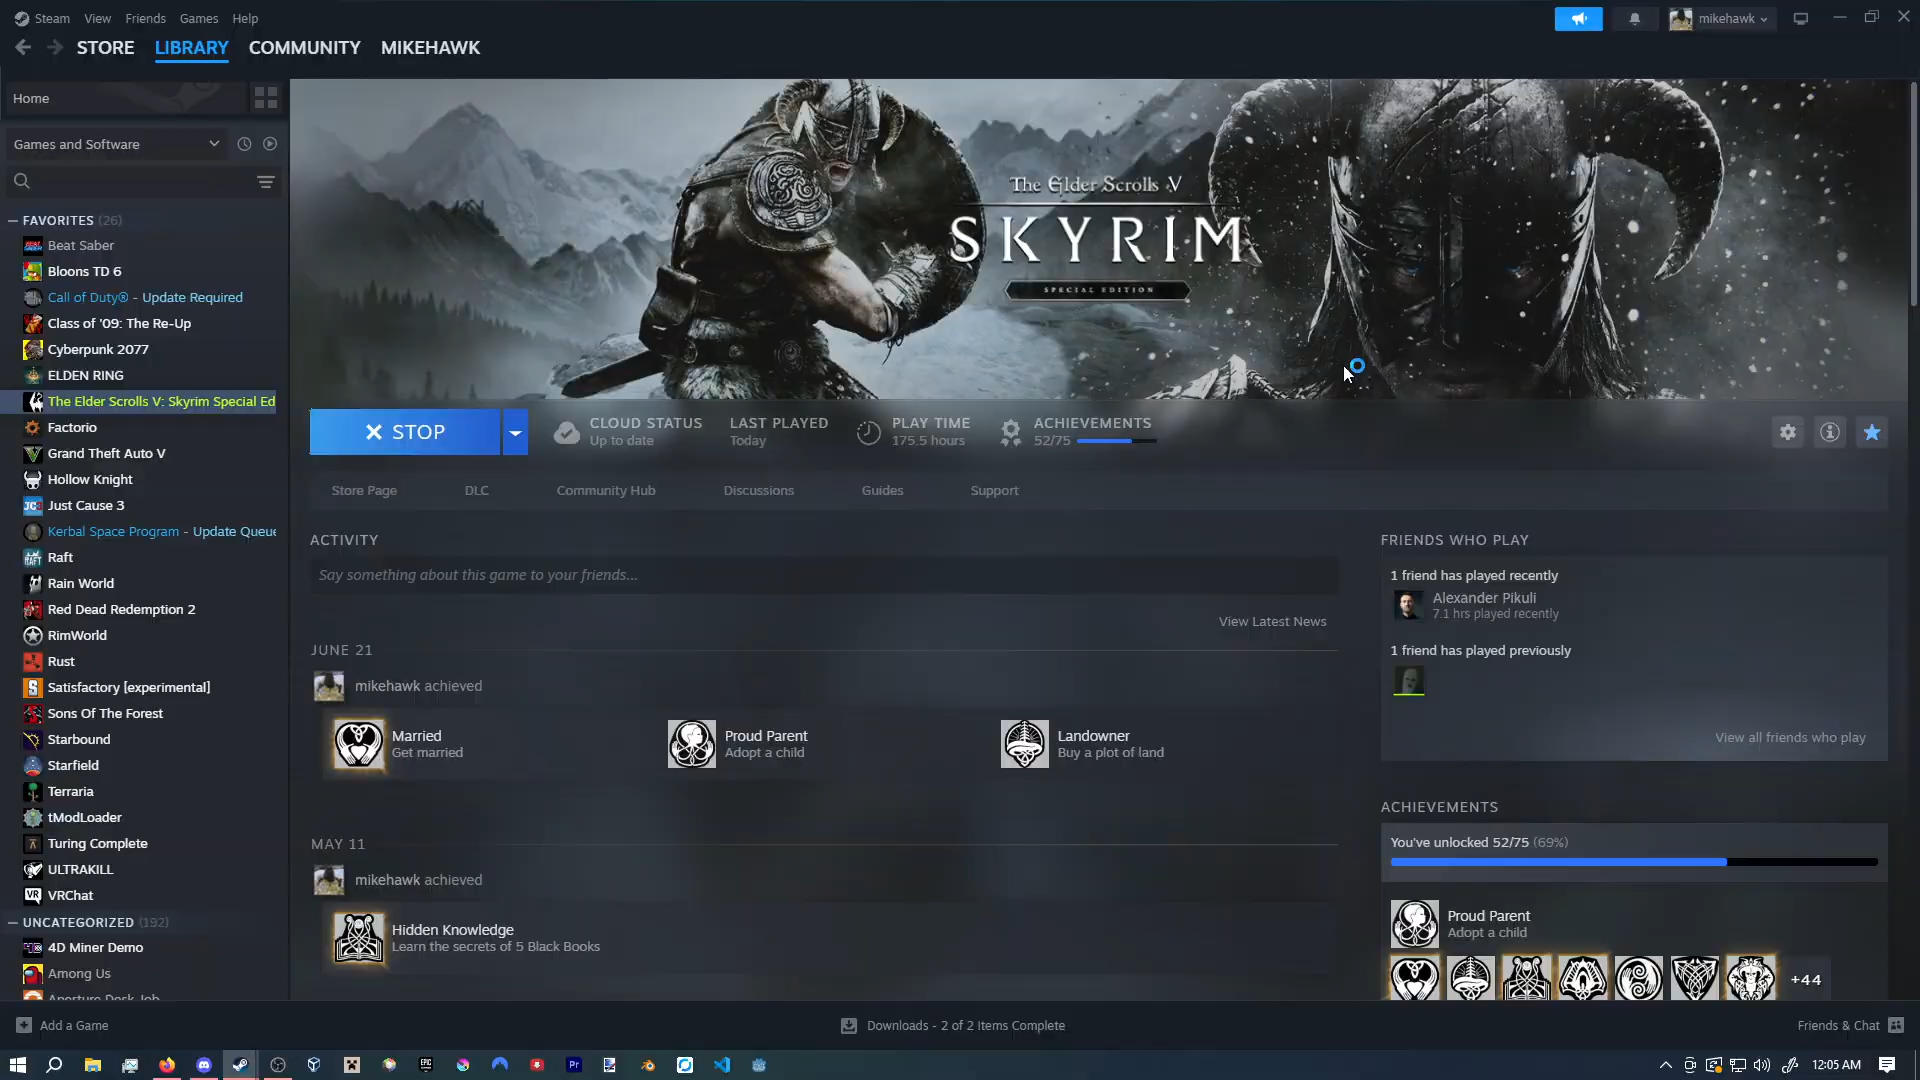 Steam View Friends Games Help
mikehawk
STORE LIBRARY COMMUNITY MIKEHAWK
Home
Games and Software
FAVORITES (26)
Beat Saber
Bloons TD 6
Call of Duty® - Update Required
Class of '09: The Re-Up
Cyberpunk 2077
ELDEN RING
The Elder Scrolls V: Skyrim Special Ed
Factorio
Grand Theft Auto V
Hollow Knight
Just Cause 3
Kerbal Space Program - Update Queue
Raft
Rain World
Red Dead Redemption 2
RimWorld
Rust
Satisfactory [experimental]
Sons Of The Forest
Starbound
Starfield
Terraria
tModLoader
Turing Complete
ULTRAKILL
VRChat
UNCATEGORIZED (192)
4D Miner Demo
Among Us
Aperture Desk Job
The Elder Scrolls V
SKYRIM
SPECIAL EDITION
STOP
CLOUD STATUS
Up to date
LAST PLAYED
Today
PLAY TIME
175.5 hours
ACHIEVEMENTS
52/75
Store Page DLC Community Hub Discussions Guides Support
ACTIVITY
Say something about this game to your friends...
View Latest News
JUNE 21
mikehawk achieved
Married
Get married
Proud Parent
Adopt a child
Landowner
Buy a plot of land
MAY 11
mikehawk achieved
Hidden Knowledge
Learn the secrets of 5 Black Books
FRIENDS WHO PLAY
1 friend has played recently
Alexander Pikuli
7.1 hrs played recently
1 friend has played previously
View all friends who play
ACHIEVEMENTS
You've unlocked 52/75 (69%)
Proud Parent
Adopt a child
+44
Add a Game
Downloads - 2 of 2 Items Complete
Friends & Chat
12:05 AM